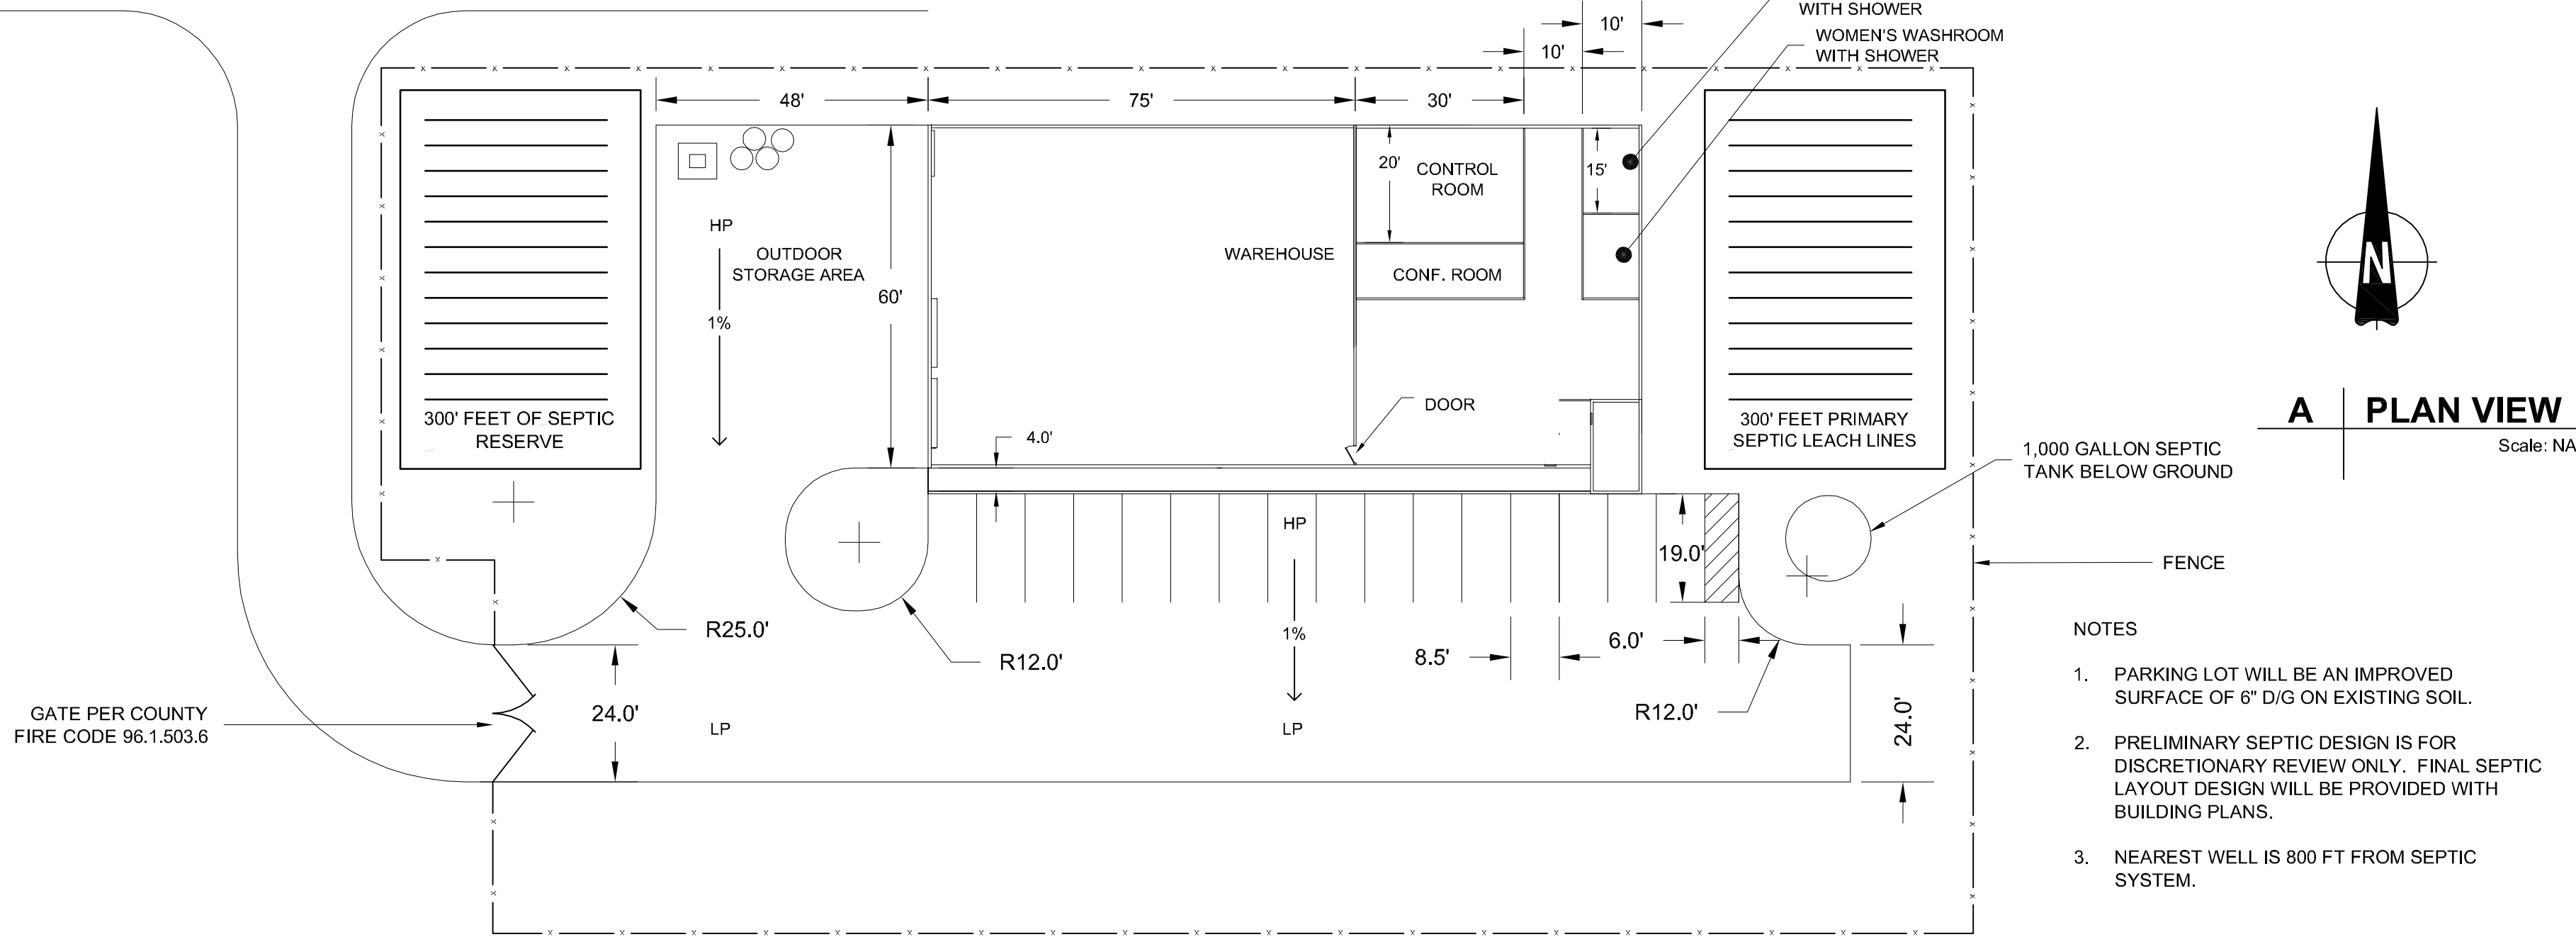 WITH SHOWER
WOMEN'S WASHROOM
WITH SHOWER
10'
10'
48'
75'
30'
20'
CONTROL
ROOM
15'
HP
OUTDOOR
STORAGE AREA
WAREHOUSE
CONF. ROOM
60'
1%
N
300' FEET OF SEPTIC
RESERVE
4.0'
DOOR
300' FEET PRIMARY
SEPTIC LEACH LINES
A
PLAN VIEW
Scale: NA
1,000 GALLON SEPTIC
TANK BELOW GROUND
HP
19.0'
FENCE
R25.0'
R12.0'
1%
8.5'
6.0'
R12.0'
24.0'
24.0'
GATE PER COUNTY
FIRE CODE 96.1.503.6
LP
LP
NOTES
1. PARKING LOT WILL BE AN IMPROVED
SURFACE OF 6" D/G ON EXISTING SOIL.
2. PRELIMINARY SEPTIC DESIGN IS FOR
DISCRETIONARY REVIEW ONLY. FINAL SEPTIC
LAYOUT DESIGN WILL BE PROVIDED WITH
BUILDING PLANS.
3. NEAREST WELL IS 800 FT FROM SEPTIC
SYSTEM.